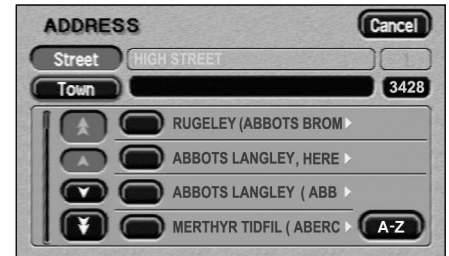 ADDRESS Cancel
Street HIGH STREET 1
Town 3428
RUGELEY (ABBOTS BROM
ABBOTS LANGLEY, HERE
ABBOTS LANGLEY ( ABB
MERTHYR TIDFIL ( ABERC A-Z